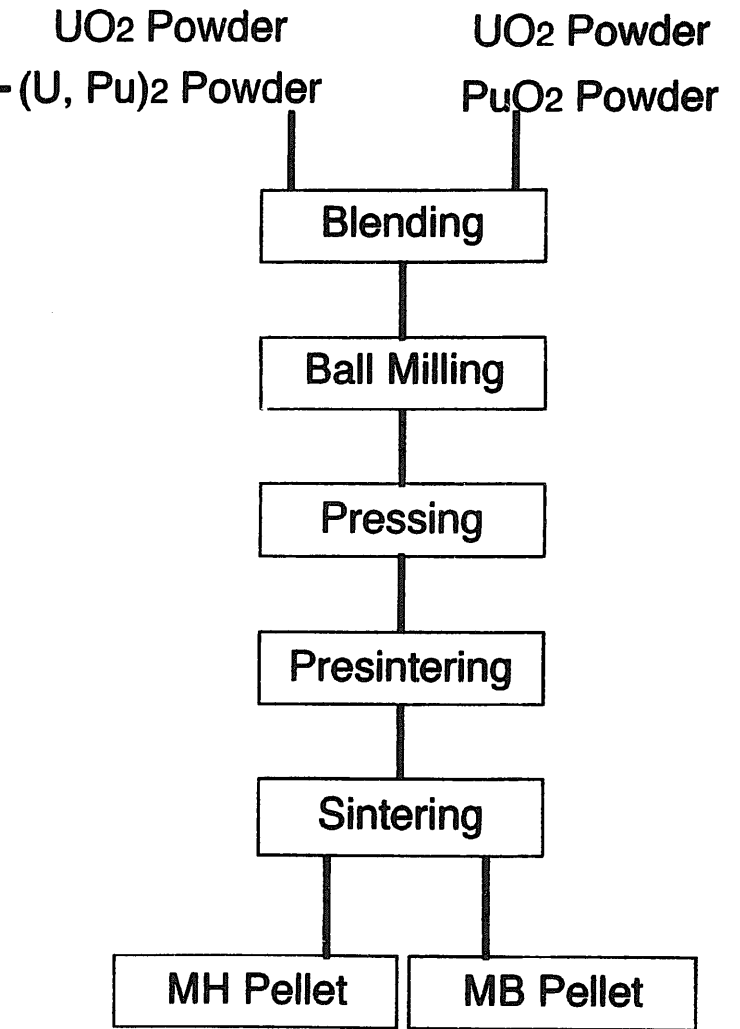 UO2 Powder
-(U, Pu)2 Powder
UO2 Powder
PuO2 Powder
Blending
Ball Milling
Pressing
Presintering
Sintering
MH Pellet
MB Pellet